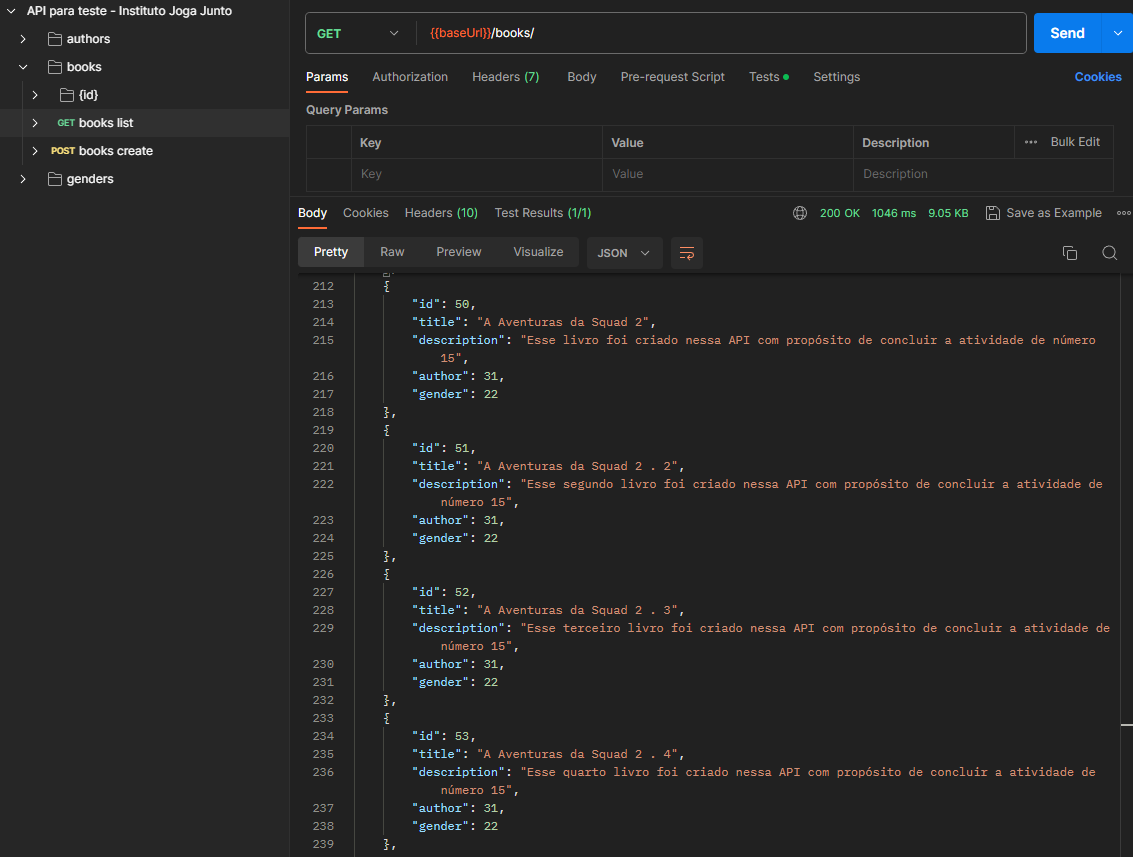 API para teste - Instituto Joga Junto
authors
books
{id}
GET books list
POST books create
genders
GET {{baseUrl}}/books/ Send
Params Authorization Headers (7) Body Pre-request Script Tests Settings Cookies
Query Params
Key Value Description ••• Bulk Edit
Key Value Description
Body Cookies Headers (10) Test Results (1/1) 200 OK 1046 ms 9.05 KB Save as Example •••
Pretty Raw Preview Visualize JSON
212 {
213 "id": 50,
214 "title": "A Aventuras da Squad 2",
215 "description": "Esse livro foi criado nessa API com propósito de concluir a atividade de número
15",
216 "author": 31,
217 "gender": 22
218 },
219 {
220 "id": 51,
221 "title": "A Aventuras da Squad 2 . 2",
222 "description": "Esse segundo livro foi criado nessa API com propósito de concluir a atividade de
número 15",
223 "author": 31,
224 "gender": 22
225 },
226 {
227 "id": 52,
228 "title": "A Aventuras da Squad 2 . 3",
229 "description": "Esse terceiro livro foi criado nessa API com propósito de concluir a atividade de
número 15",
230 "author": 31,
231 "gender": 22
232 },
233 {
234 "id": 53,
235 "title": "A Aventuras da Squad 2 . 4",
236 "description": "Esse quarto livro foi criado nessa API com propósito de concluir a atividade de
número 15",
237 "author": 31,
238 "gender": 22
239 },